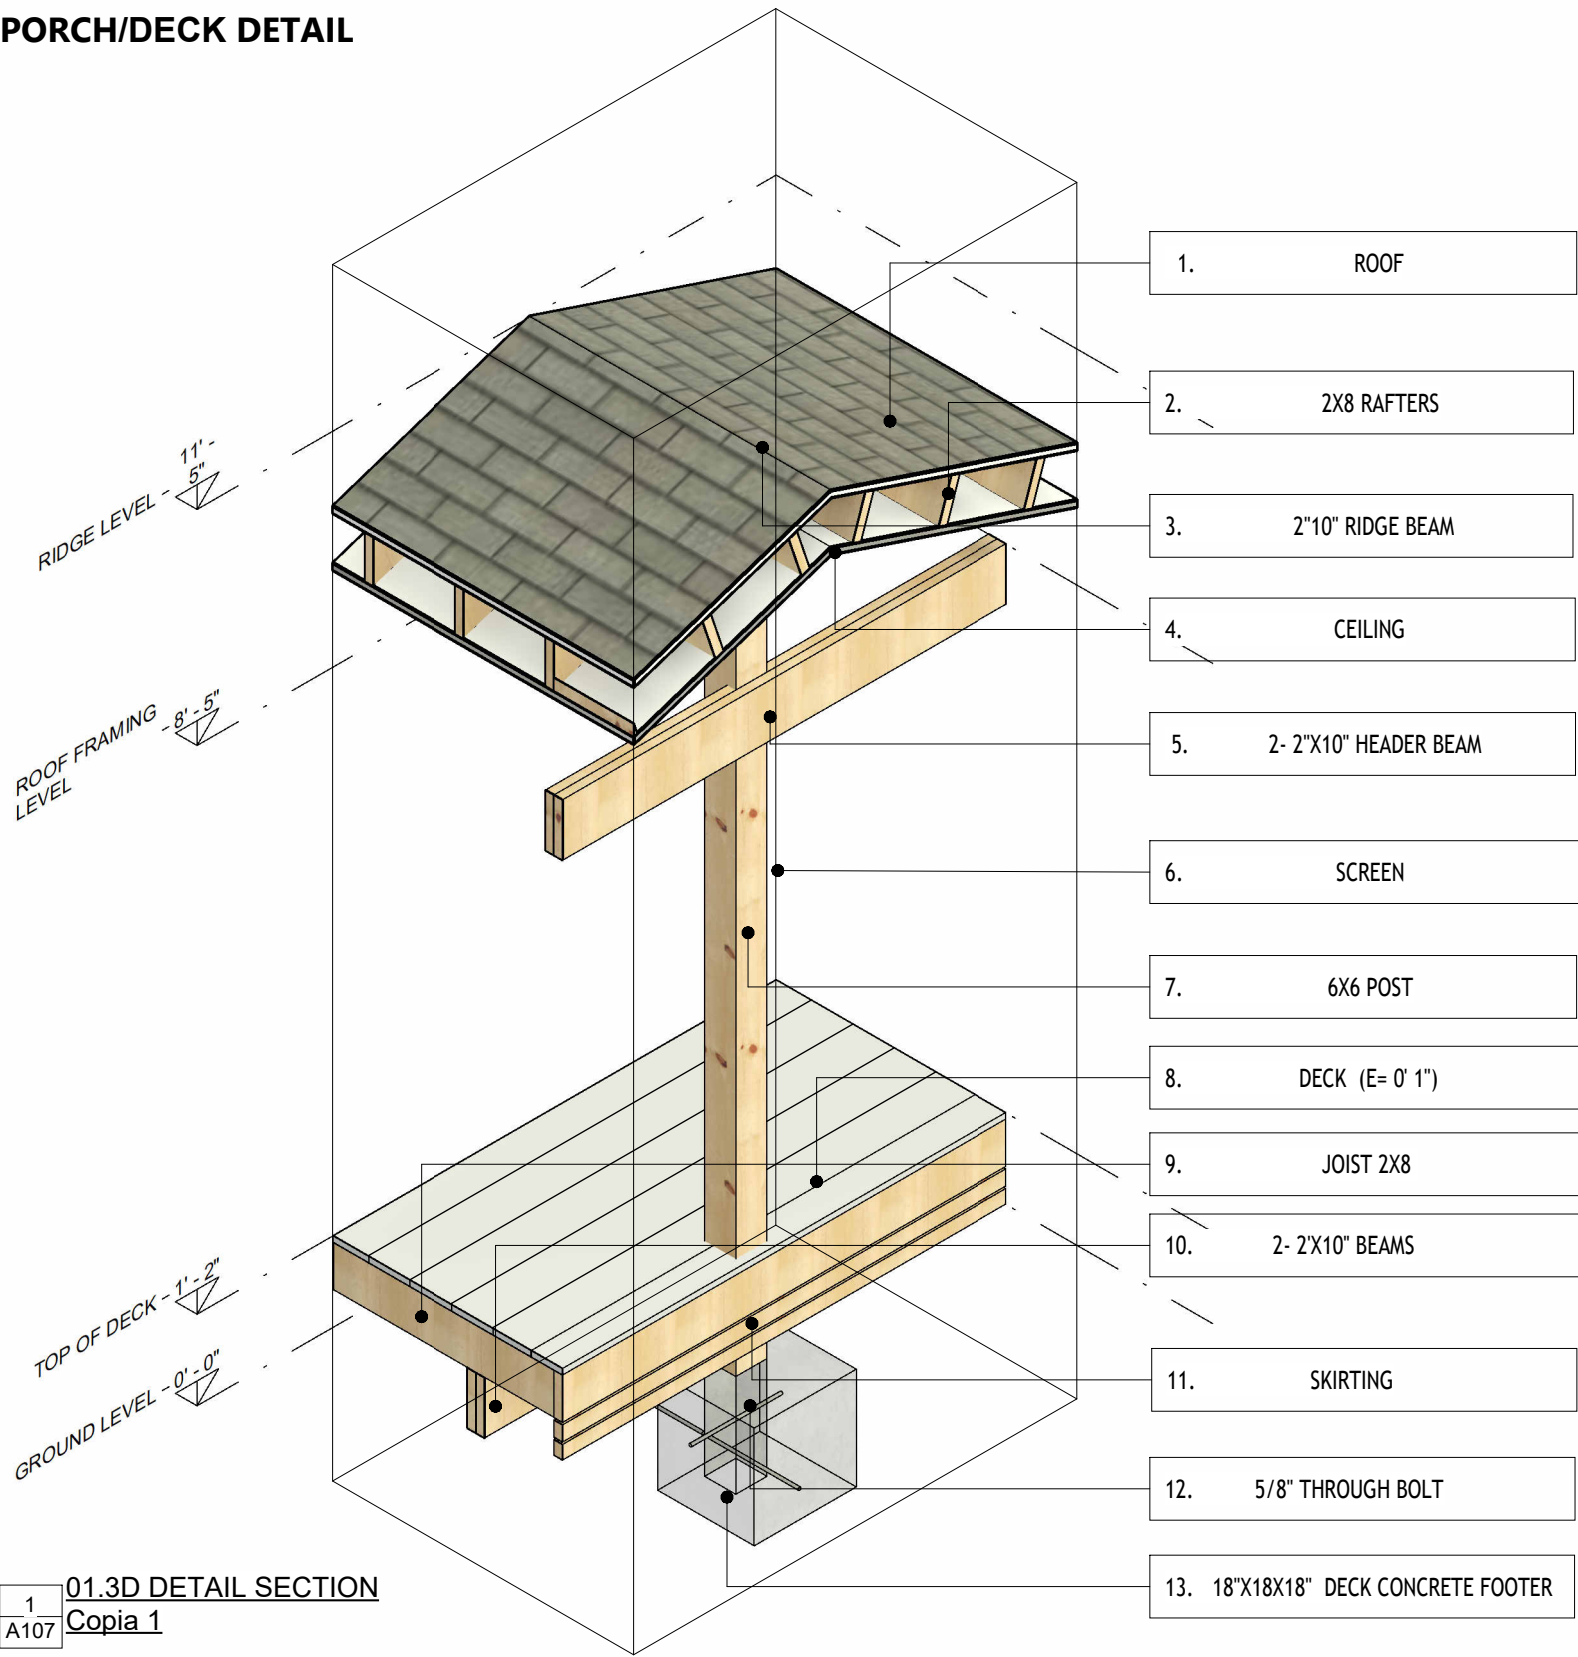 PORCH/DECK DETAIL
1. ROOF
2. 2X8 RAFTERS
3. 2"10" RIDGE BEAM
4. CEILING
5. 2- 2"X10" HEADER BEAM
6. SCREEN
7. 6X6 POST
8. DECK (E= 0' 1")
9. JOIST 2X8
10. 2- 2'X10" BEAMS
11. SKIRTING
12. 5/8" THROUGH BOLT
13. 18"X18X18" DECK CONCRETE FOOTER
RIDGE LEVEL
11' -
5"
ROOF FRAMING
LEVEL
8' - 5"
TOP OF DECK
1' - 2"
GROUND LEVEL
0' - 0"
1
A107
01.3D DETAIL SECTION
Copia 1